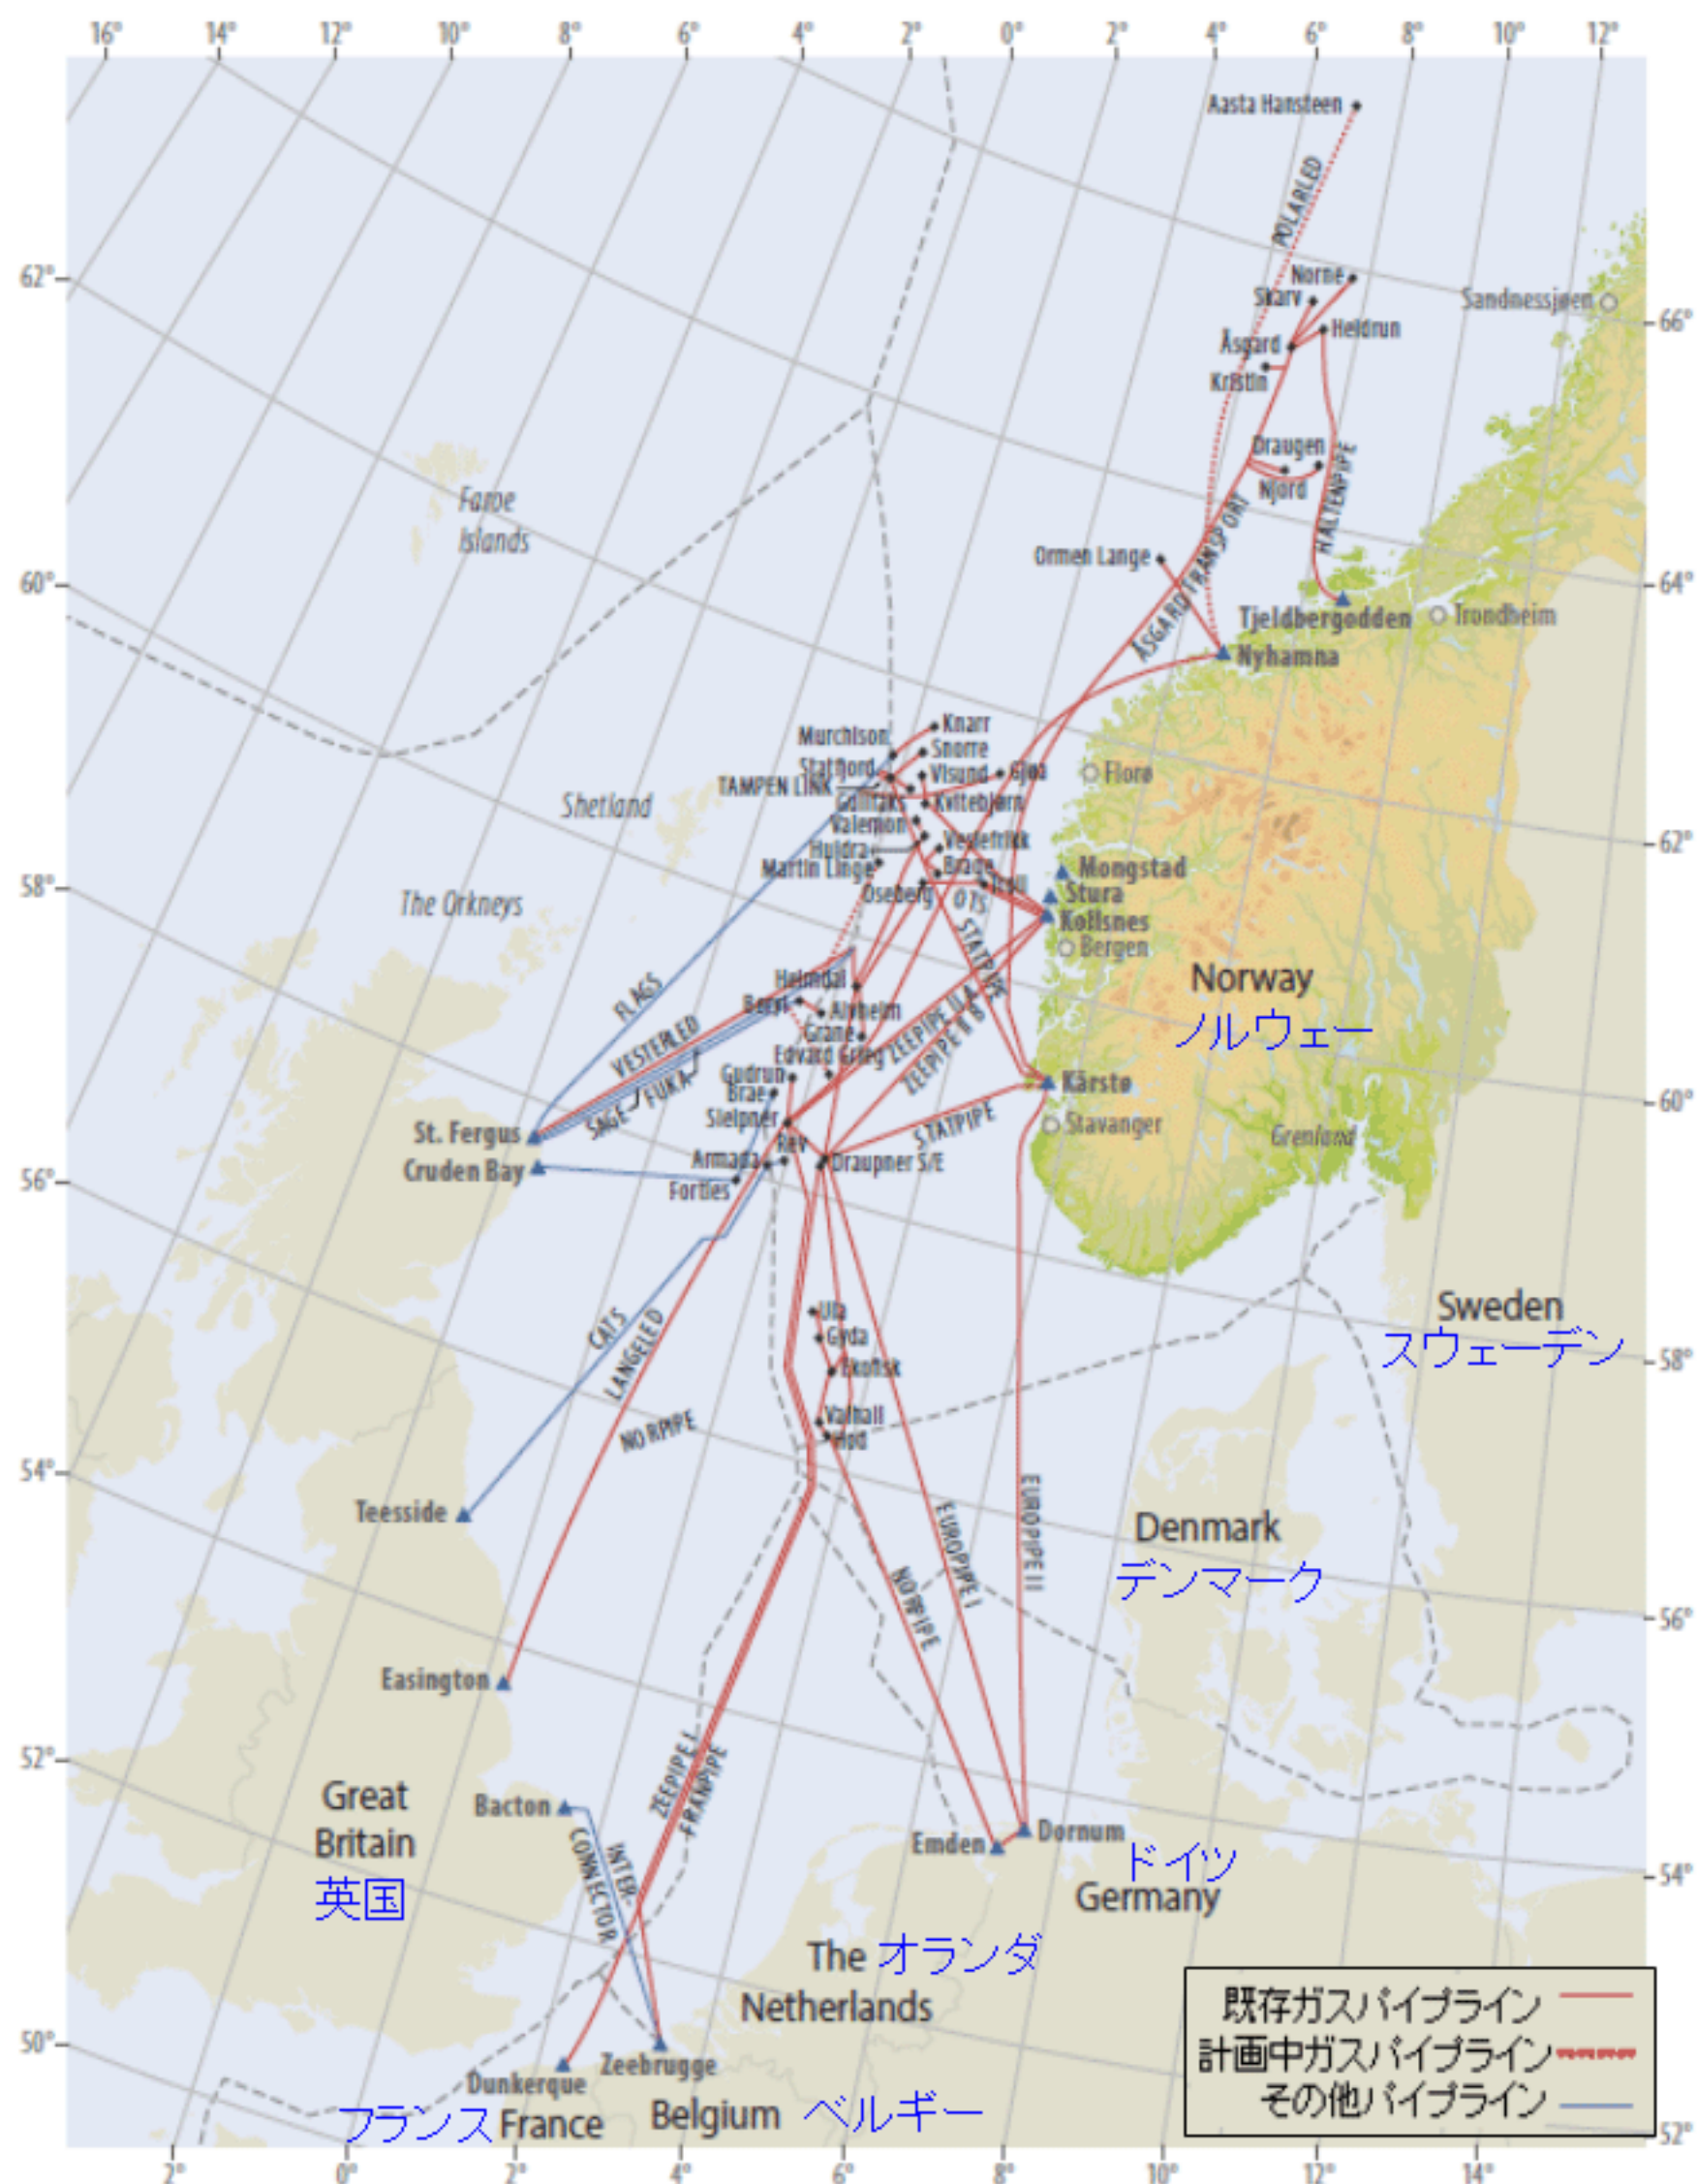 16°
14°
12°
10°
8°
6°
4°
2°
0°
2°
4°
6°
8°
10°
12°
Aasta Hansteen
POLARLED
62°
Norne
Skarv
Sandnessjøen
66°
Heidrun
Åsgard
Kristin
Draugen
Njord
HALTENPIPE
Faroe
Islands
ÅSGARD TRANSPORT
Ormen Lange
60°
64°
Tjeldbergodden
Trondheim
Nyhamna
Knarr
Murchison
Snorre
Statfjord
Visund
Gjøa
Florø
TAMPEN LINK
Gullfaks
Kvitebjørn
Shetland
Valemon
Veslefrikk
62°
Huldra
Brage
Mongstad
Martin Linge
Troll
58°
Oseberg
OTS
Stura
The Orkneys
Kollsnes
STATPIPE
Bergen
Heimdal
Norway
FLAGS
Beryl
Alvheim
ノルウェー
VESTERLED
Grane
ZEEPIPE II A
ZEEPIPE II B
Edvard Grieg
Gudrun
Kårstø
SAGE
FUKA
Brae
60°
Sleipner
STATPIPE
Stavanger
Grenland
St. Fergus
Rev
Armada
Draupner S/E
Cruden Bay
56°
Forties
Ula
Sweden
CATS
LANGELED
Gyda
スウェーデン
Ekofisk
58°
NORPIPE
Valhall
Hod
54°
Teesside
EUROPIPE II
EUROPIPE I
Denmark
デンマーク
NORPIPE
56°
Easington
52°
ZEEPIPE I
FRANPIPE
Great
Britain
英国
Bacton
INTER-
CONNECTOR
Emden
Dornum
ドイツ
54°
Germany
The オランダ
Netherlands
既存ガスパイプライン
50°
計画中ガスパイプライン
Zeebrugge
Dunkerque
その他パイプライン
フランス France
Belgium ベルギー
52°
2°
0°
2°
4°
6°
8°
10°
12°
14°